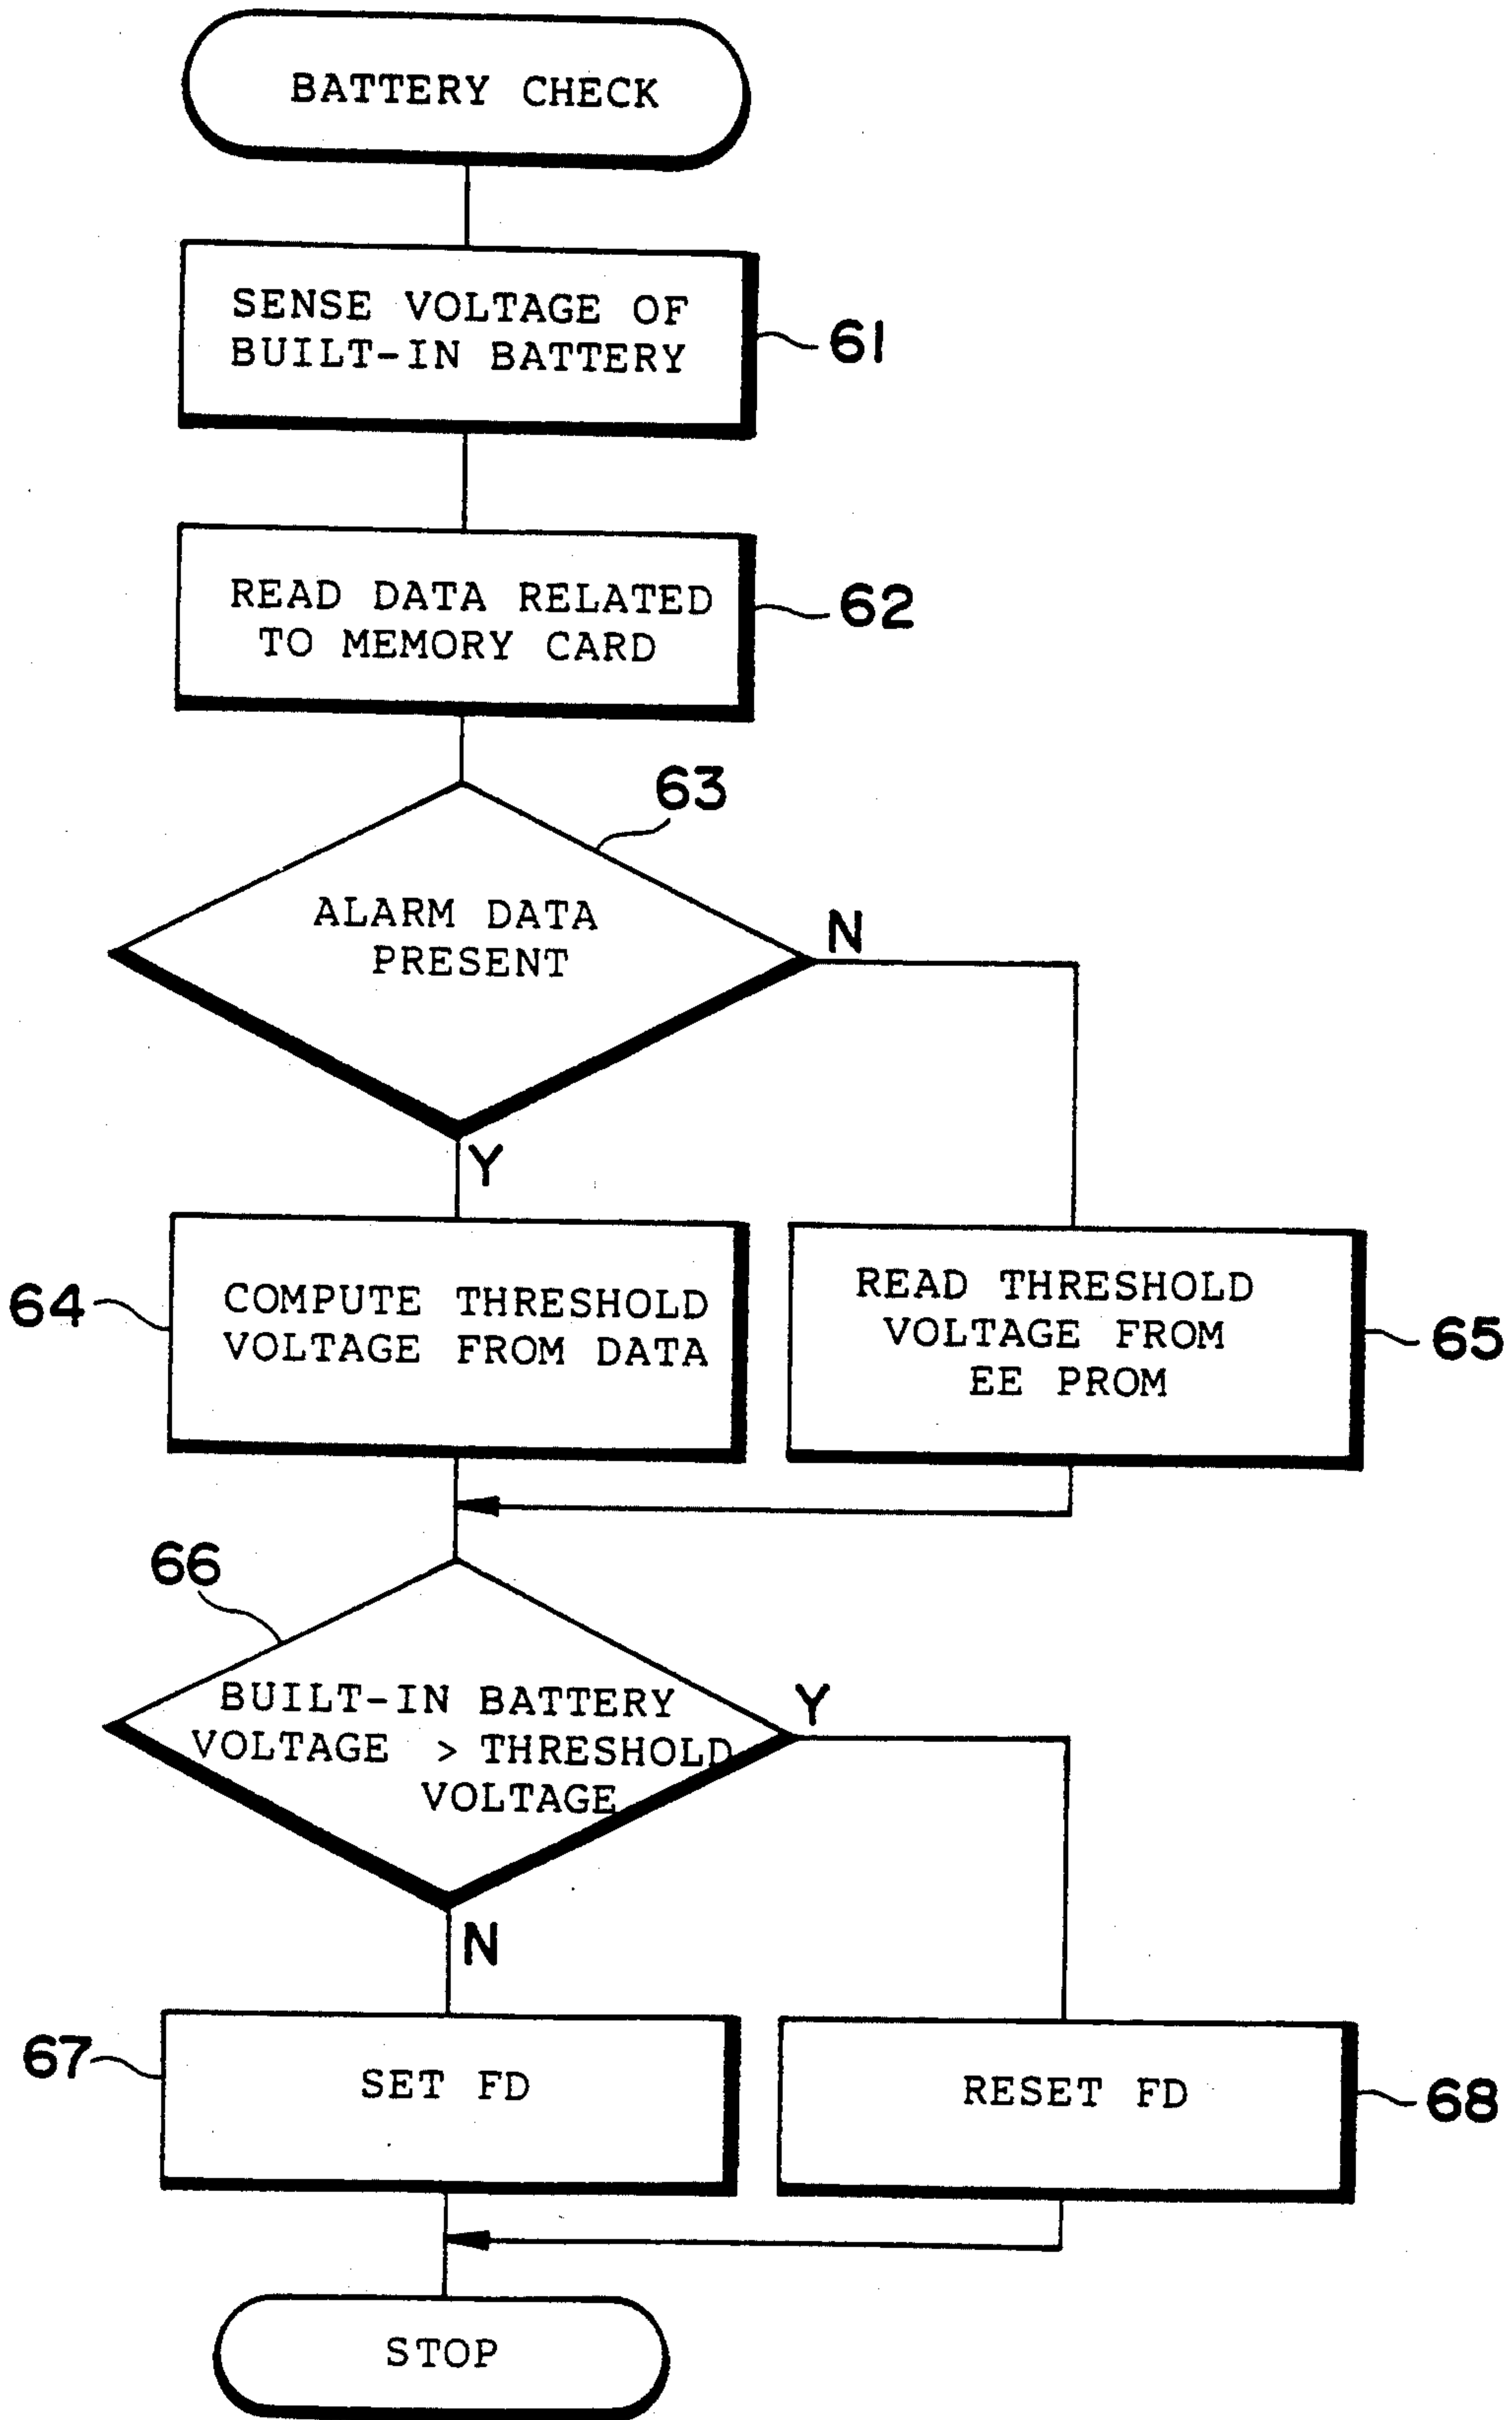 BATTERY CHECK
SENSE VOLTAGE OF
BUILT-IN BATTERY
61
READ DATA RELATED
TO MEMORY CARD
62
63
ALARM DATA
PRESENT
N
Y
64
COMPUTE THRESHOLD
VOLTAGE FROM DATA
READ THRESHOLD
VOLTAGE FROM
EE PROM
65
66
BUILT-IN BATTERY
VOLTAGE > THRESHOLD
VOLTAGE
Y
N
67
SET FD
RESET FD
68
STOP